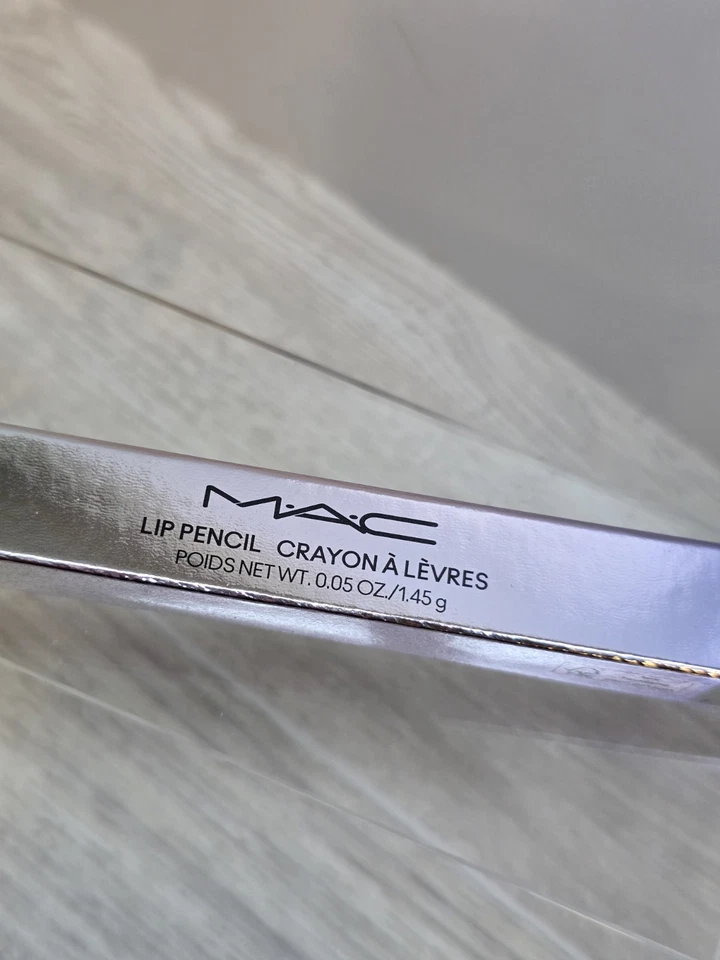 M·A·C
LIP PENCIL CRAYON À LÈVRES
POIDS NET WT. 0.05 OZ./1.45 g